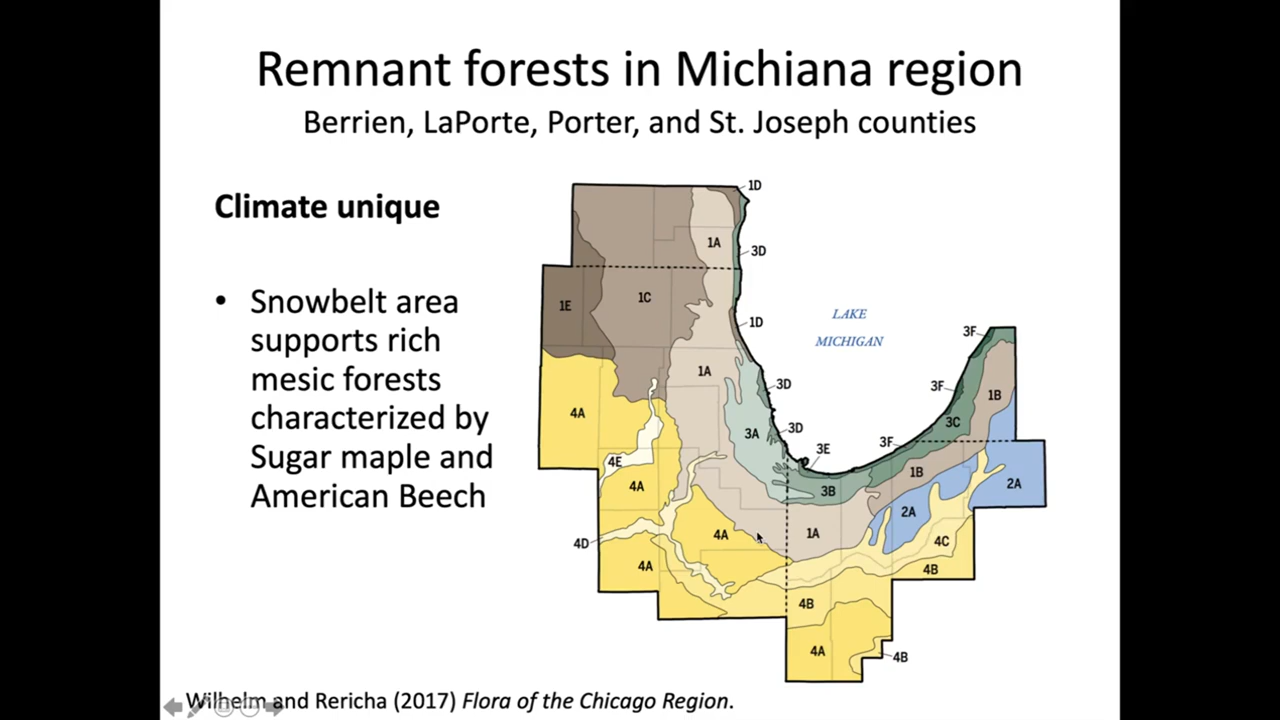 Remnant forests in Michiana region
Berrien, LaPorte, Porter, and St. Joseph counties
Climate unique
• Snowbelt area
supports rich
mesic forests
characterized by
Sugar maple and
American Beech
1D
1A
3D
1E
1C
LAKE
MICHIGAN
1D
3F
1A
3D
3F
1B
4A
3A
3D
3C
3E
3F
4E
1B
4A
3B
2A
2A
4D
4A
1A
4C
4A
4B
4B
4A
4B
Wilhelm and Rericha (2017) Flora of the Chicago Region.